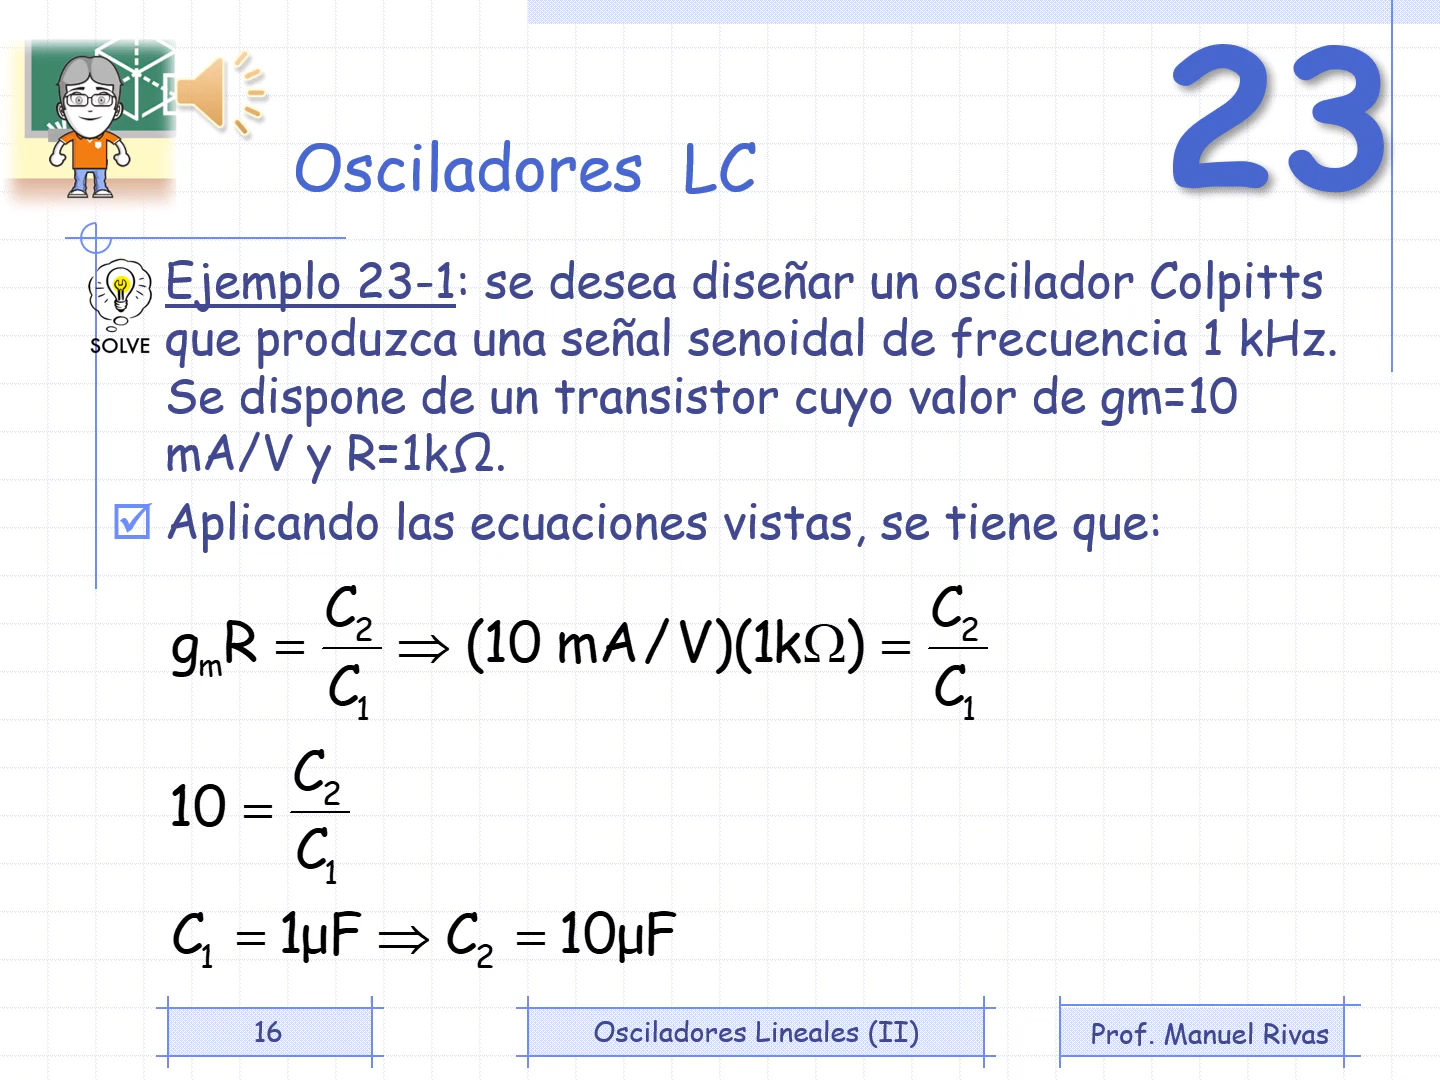 23
Osciladores LC
SOLVE
Ejemplo 23-1: se desea diseñar un oscilador Colpitts
que produzca una señal senoidal de frecuencia 1 kHz.
Se dispone de un transistor cuyo valor de gm=10
mA/V y R=1kΩ.
Aplicando las ecuaciones vistas, se tiene que:
gₘR = C₂/C₁ ⇒ (10 mA/V)(1kΩ) = C₂/C₁
10 = C₂/C₁
C₁ = 1µF ⇒ C₂ = 10µF
16
Osciladores Lineales (II)
Prof. Manuel Rivas